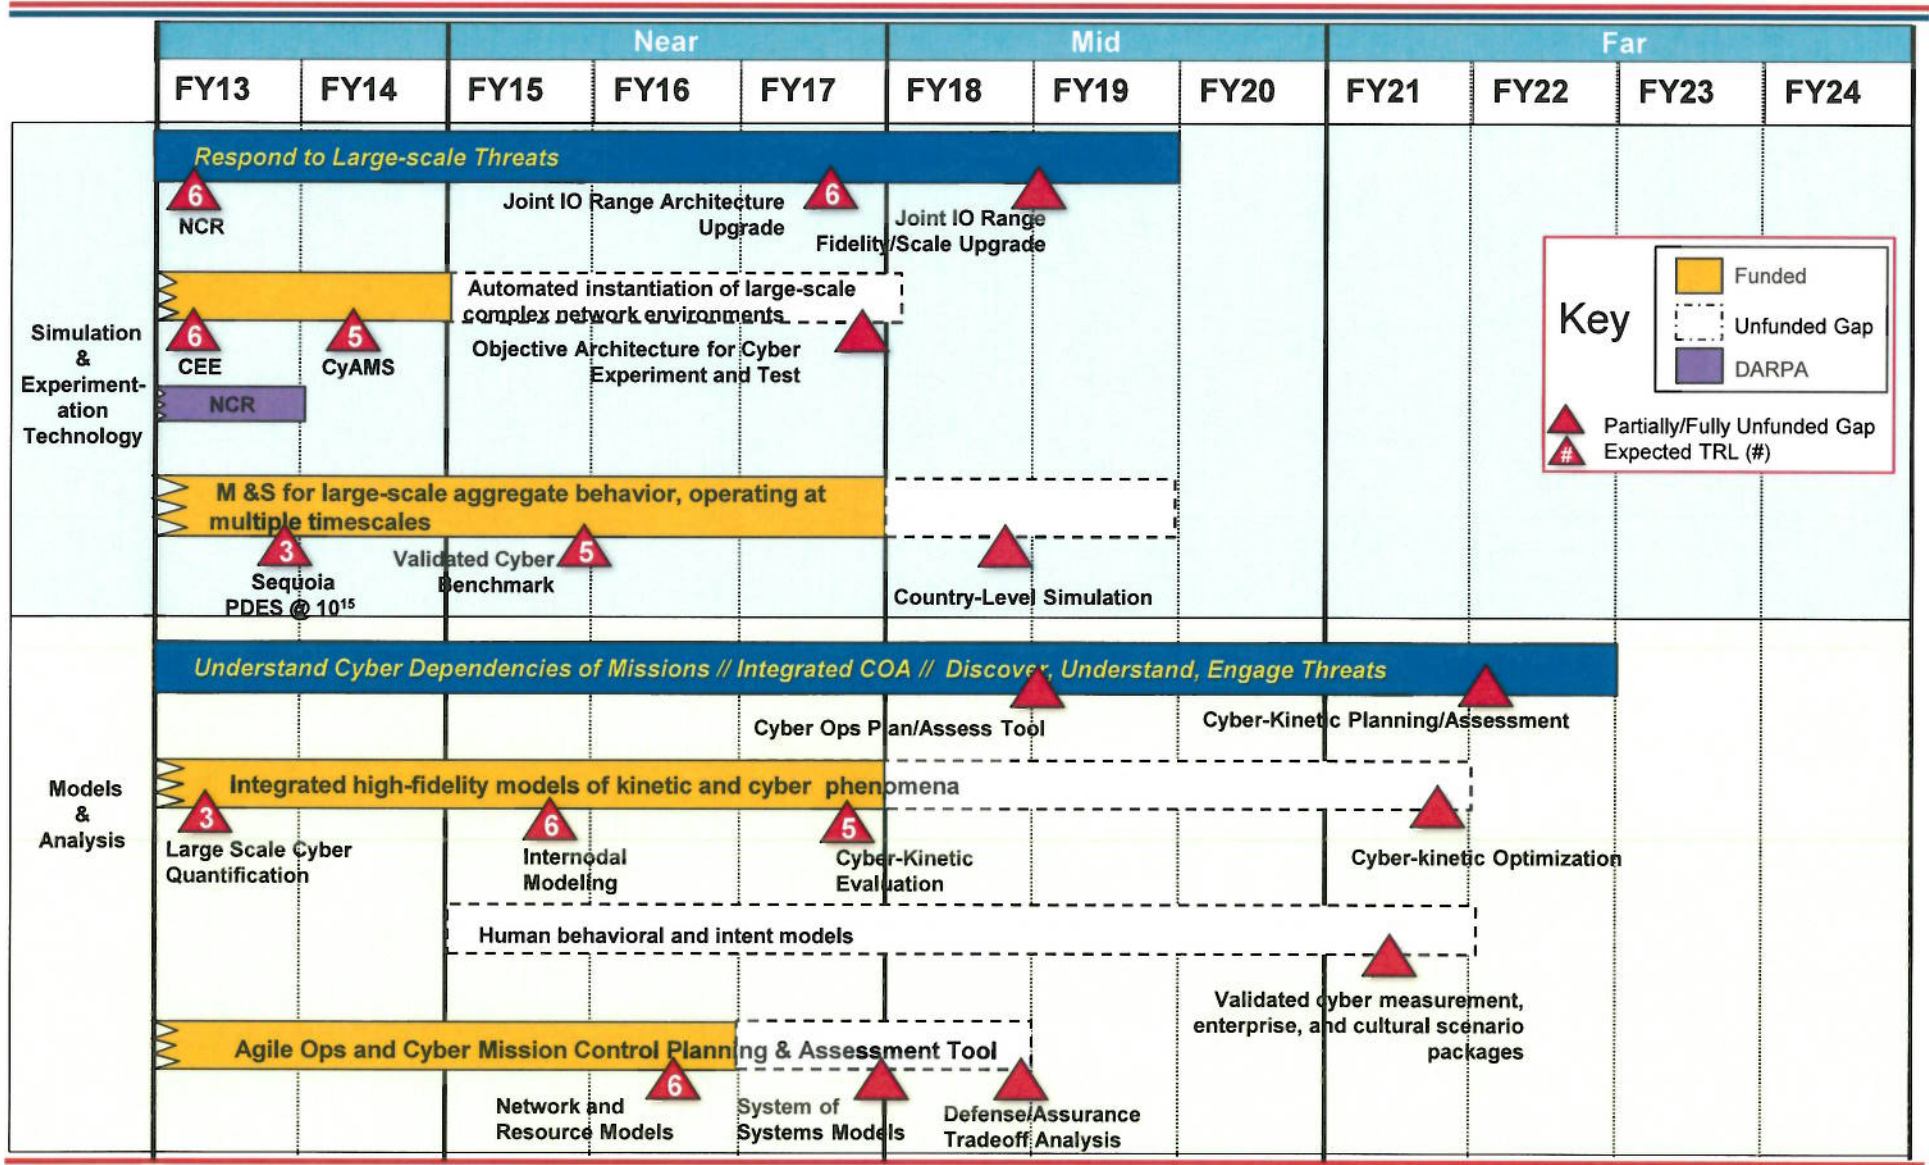 Near
Mid
Far
FY13
FY14
FY15
FY16
FY17
FY18
FY19
FY20
FY21
FY22
FY23
FY24
Simulation
&
Experiment-
ation
Technology
Respond to Large-scale Threats
6
NCR
Joint IO Range Architecture
Upgrade
6
Joint IO Range
Fidelity/Scale Upgrade
Automated instantiation of large-scale
complex network environments
6
CEE
5
CyAMS
Objective Architecture for Cyber
Experiment and Test
NCR
M &S for large-scale aggregate behavior, operating at
multiple timescales
3
Sequoia
PDES @ 10¹⁵
Validated Cyber
Benchmark
5
Country-Level Simulation
Key
Funded
Unfunded Gap
DARPA
Partially/Fully Unfunded Gap
#
Expected TRL (#)
Models
&
Analysis
Understand Cyber Dependencies of Missions // Integrated COA // Discover, Understand, Engage Threats
Cyber Ops Plan/Assess Tool
Cyber-Kinetic Planning/Assessment
Integrated high-fidelity models of kinetic and cyber phenomena
3
Large Scale Cyber
Quantification
6
Internodal
Modeling
5
Cyber-Kinetic
Evaluation
Cyber-kinetic Optimization
Human behavioral and intent models
Validated cyber measurement,
enterprise, and cultural scenario
packages
Agile Ops and Cyber Mission Control Planning & Assessment Tool
6
Network and
Resource Models
System of
Systems Models
Defense/Assurance
Tradeoff Analysis